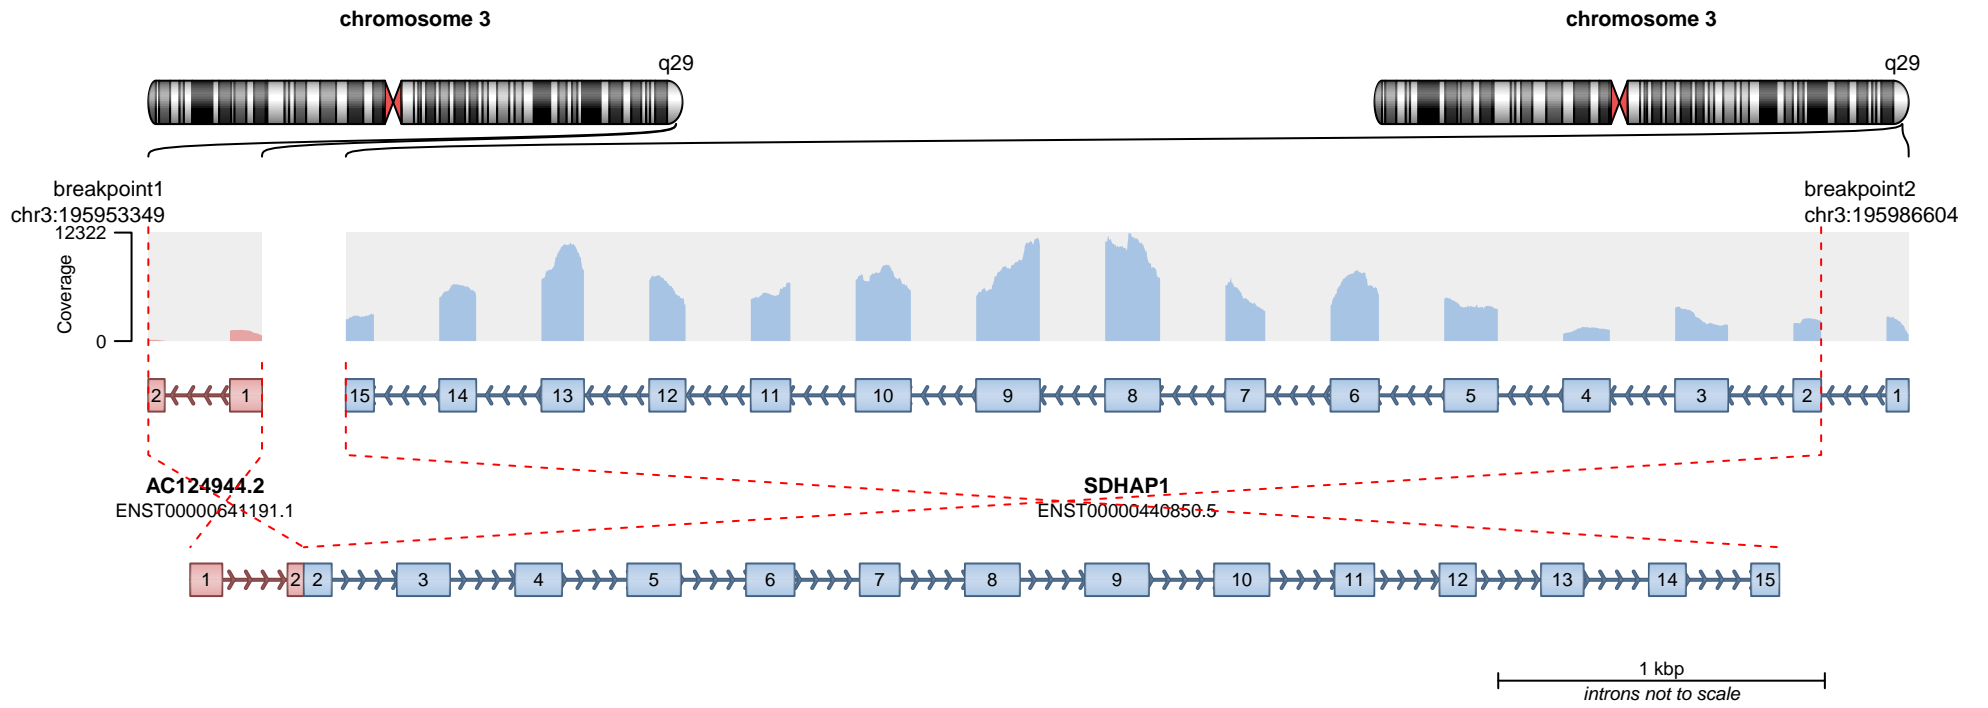 chromosome 3
chromosome 3
q29
q29
breakpoint1
chr3:195953349
breakpoint2
chr3:195986604
12322
Coverage
0
2 1 15 14 13 12 11 10 9 8 7 6 5 4 3 2 1
AC124944.2
ENST00000641191.1
SDHAP1
ENST00000440850.5
1 2 2 3 4 5 6 7 8 9 10 11 12 13 14 15
1 kbp
introns not to scale